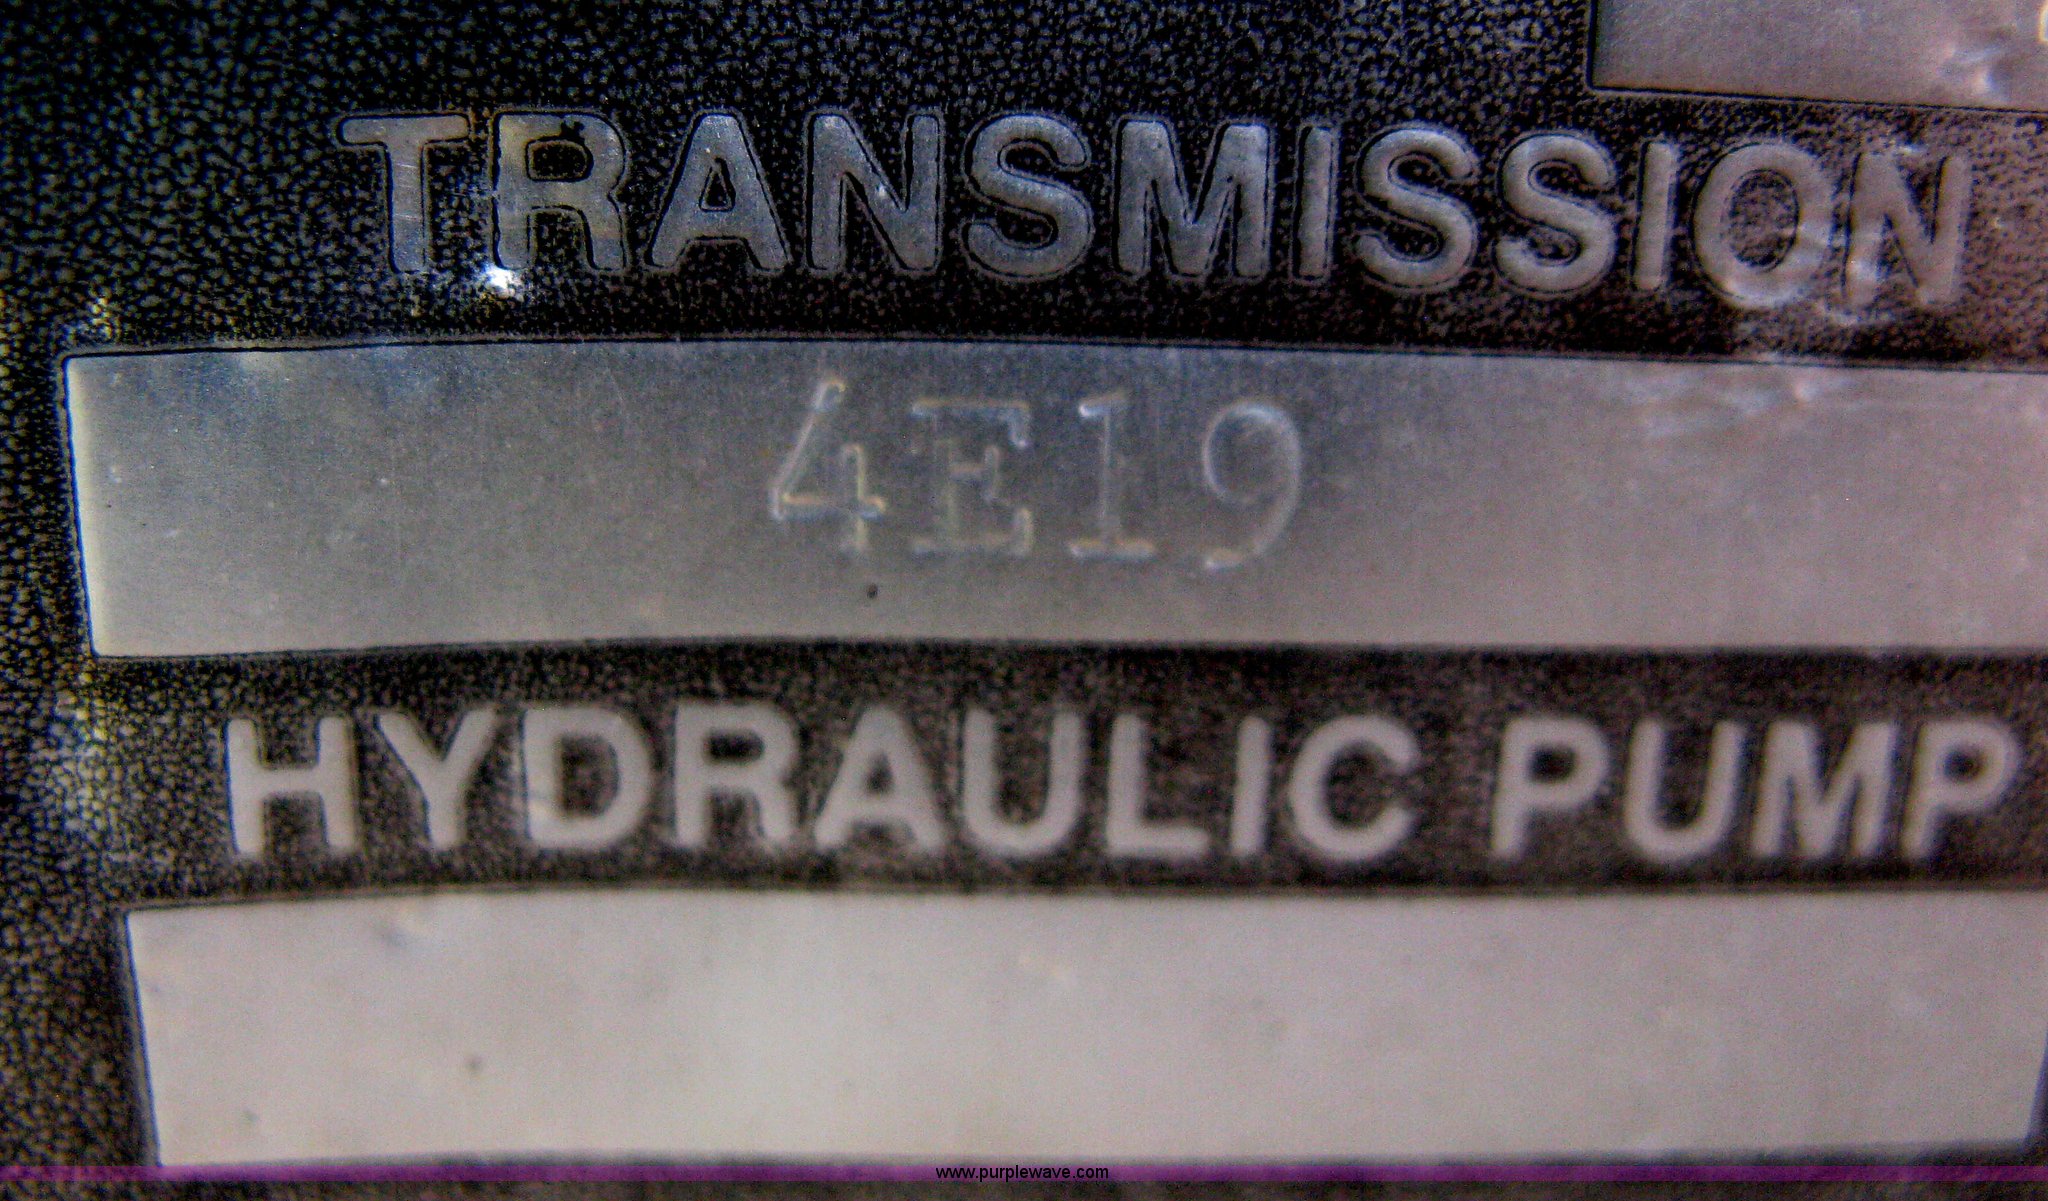 TRANSMISSION
4E19
HYDRAULIC PUMP
www.purplewave.com